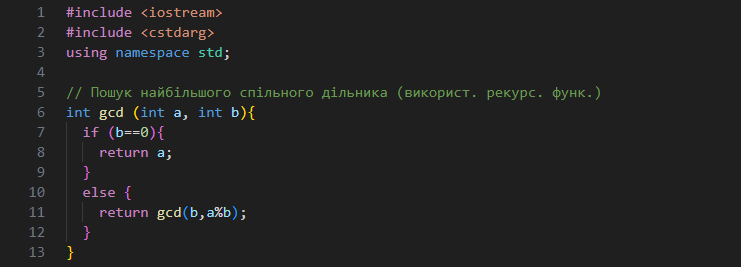 1 #include <iostream>
2 #include <cstdarg>
3 using namespace std;
4
5 // Пошук найбільшого спільного дільника (використ. рекурс. функ.)
6 int gcd (int a, int b){
7 if (b==0){
8 return a;
9 }
10 else {
11 return gcd(b,a%b);
12 }
13 }